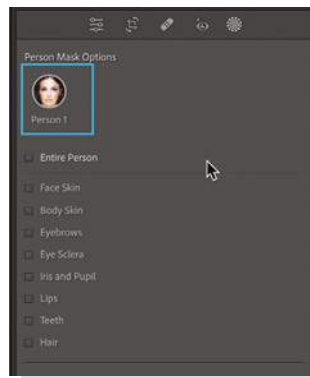 Person Mask Options
Person 1
Entire Person
Face Skin
Body Skin
Eyebrows
Eye Sclera
Iris and Pupil
Lips
Teeth
Hair